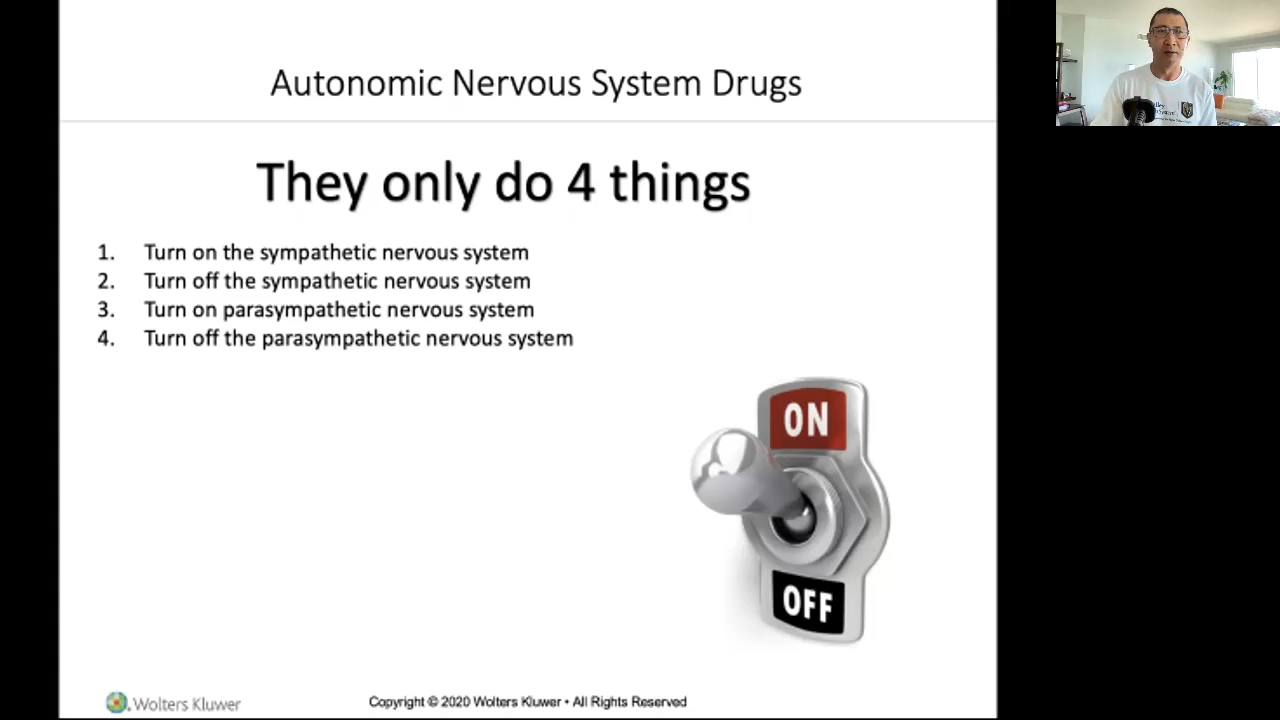 Autonomic Nervous System Drugs
They only do 4 things
1. Turn on the sympathetic nervous system
2. Turn off the sympathetic nervous system
3. Turn on parasympathetic nervous system
4. Turn off the parasympathetic nervous system
ON
OFF
Wolters Kluwer
Copyright © 2020 Wolters Kluwer • All Rights Reserved